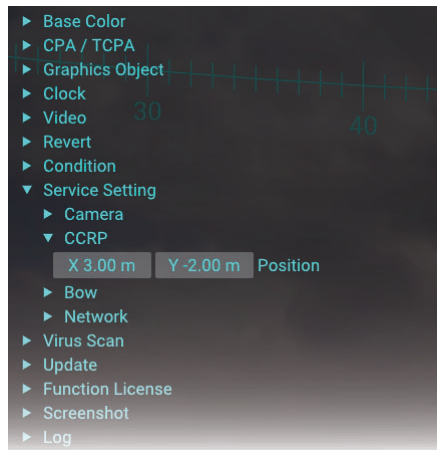 Base Color
CPA / TCPA
Graphics Object
Clock
30
40
Video
Revert
Condition
Service Setting
Camera
CCRP
X 3.00 m Y -2.00 m Position
Bow
Network
Virus Scan
Update
Function License
Screenshot
Log